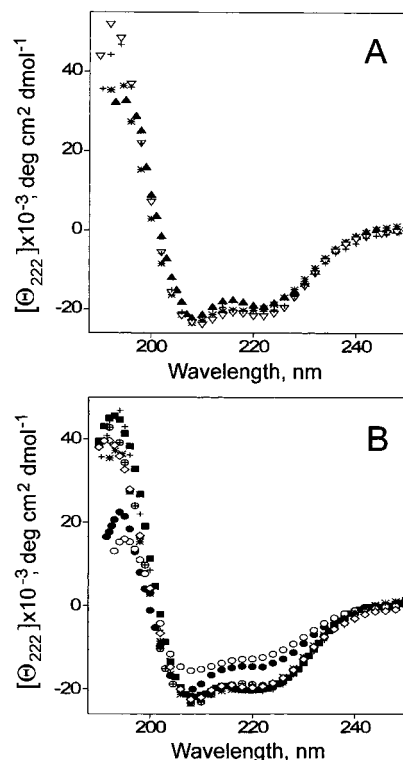 A
40
20
0
-20
[Θ222]x10-3, deg cm2 dmol-1
200 220 240
Wavelength, nm
B
40
20
0
-20
[Θ222]x10-3, deg cm2 dmol-1
200 220 240
Wavelength, nm